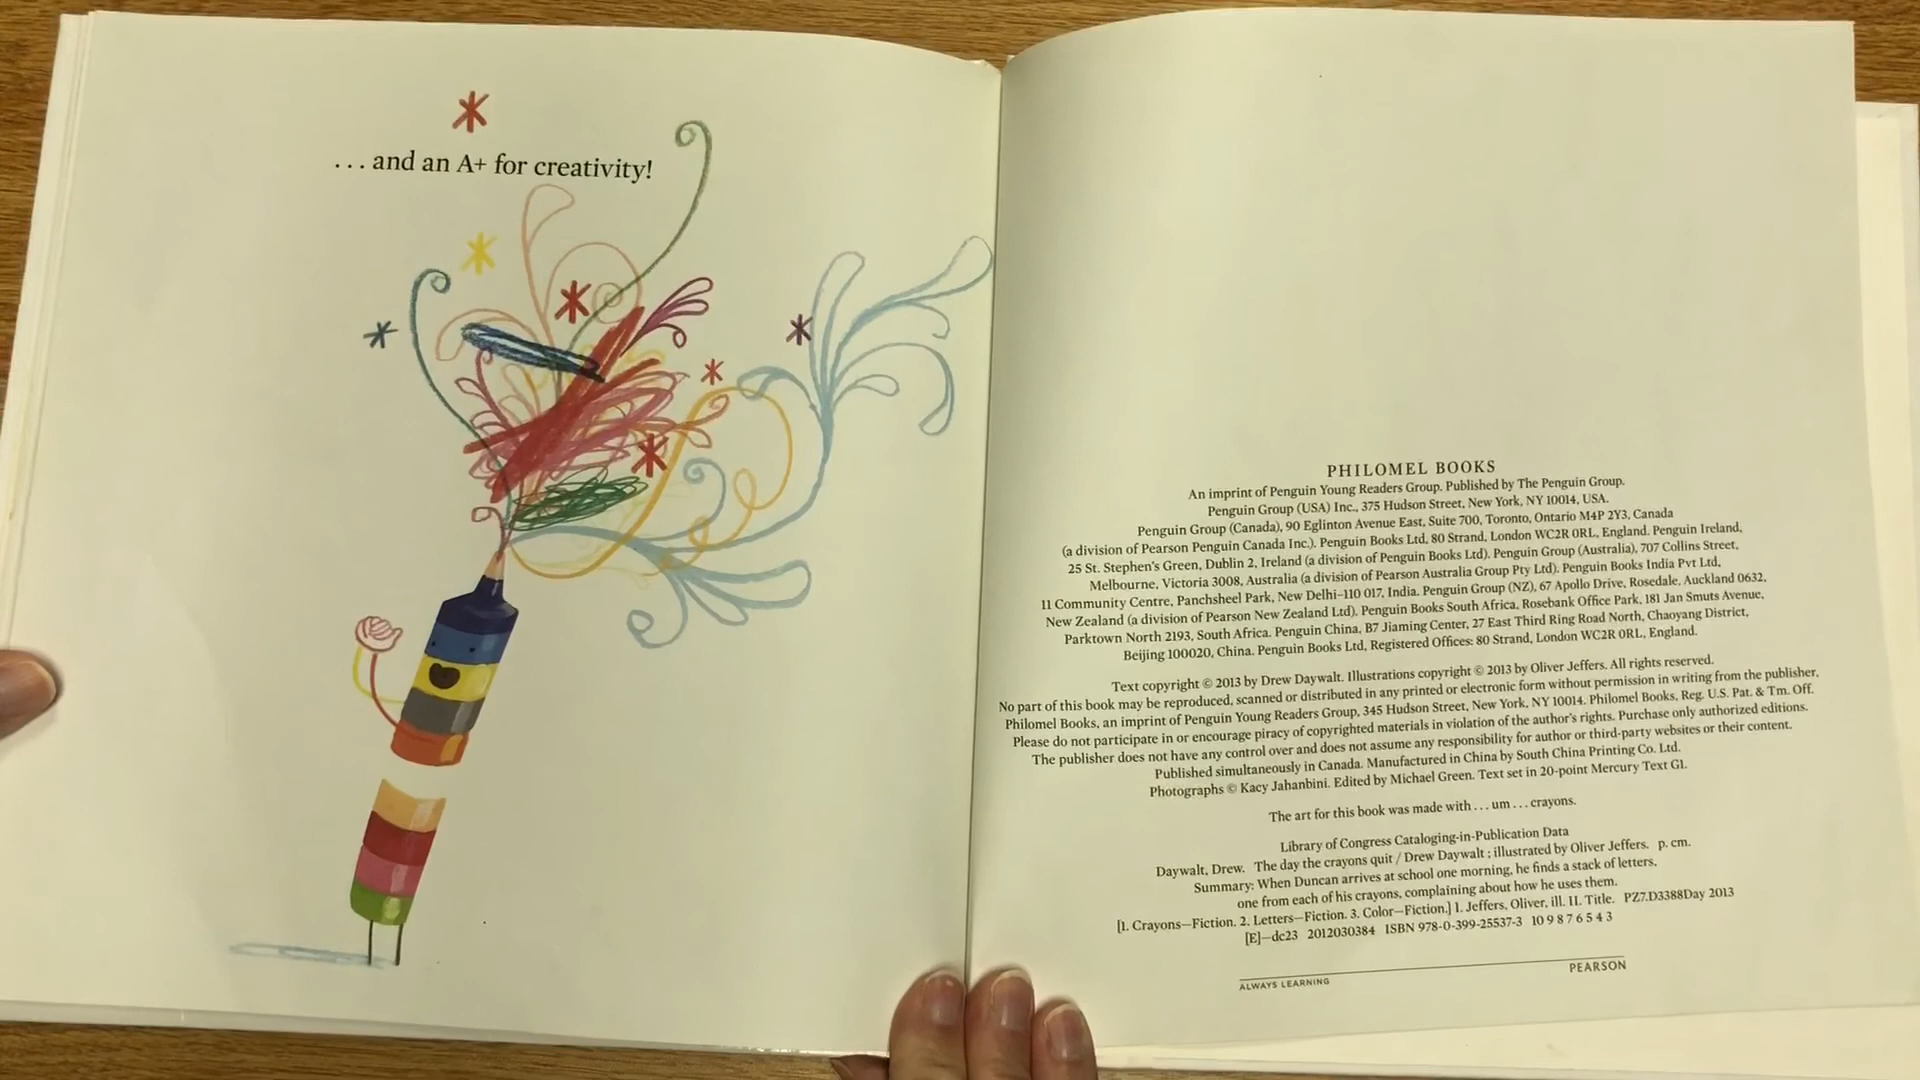 . . . and an A+ for creativity!
PHILOMEL BOOKS
An imprint of Penguin Young Readers Group. Published by The Penguin Group.
Penguin Group (USA) Inc., 375 Hudson Street, New York, NY 10014, USA.
Penguin Group (Canada), 90 Eglinton Avenue East, Suite 700, Toronto, Ontario M4P 2Y3, Canada
(a division of Pearson Penguin Canada Inc.). Penguin Books Ltd, 80 Strand, London WC2R 0RL, England. Penguin Ireland,
25 St. Stephen's Green, Dublin 2, Ireland (a division of Penguin Books Ltd). Penguin Group (Australia), 707 Collins Street,
Melbourne, Victoria 3008, Australia (a division of Pearson Australia Group Pty Ltd). Penguin Books India Pvt Ltd,
11 Community Centre, Panchsheel Park, New Delhi–110 017, India. Penguin Group (NZ), 67 Apollo Drive, Rosedale, Auckland 0632,
New Zealand (a division of Pearson New Zealand Ltd). Penguin Books South Africa, Rosebank Office Park, 181 Jan Smuts Avenue,
Parktown North 2193, South Africa. Penguin China, B7 Jiaming Center, 27 East Third Ring Road North, Chaoyang District,
Beijing 100020, China. Penguin Books Ltd, Registered Offices: 80 Strand, London WC2R 0RL, England.
Text copyright © 2013 by Drew Daywalt. Illustrations copyright © 2013 by Oliver Jeffers. All rights reserved.
No part of this book may be reproduced, scanned or distributed in any printed or electronic form without permission in writing from the publisher,
Philomel Books, an imprint of Penguin Young Readers Group, 345 Hudson Street, New York, NY 10014. Philomel Books, Reg. U.S. Pat. & Tm. Off.
Please do not participate in or encourage piracy of copyrighted materials in violation of the author's rights. Purchase only authorized editions.
The publisher does not have any control over and does not assume any responsibility for author or third-party websites or their content.
Published simultaneously in Canada. Manufactured in China by South China Printing Co. Ltd.
Photographs © Kacy Jahanbini. Edited by Michael Green. Text set in 20-point Mercury Text G1.
The art for this book was made with . . . um . . . crayons.
Library of Congress Cataloging-in-Publication Data
Daywalt, Drew. The day the crayons quit / Drew Daywalt ; illustrated by Oliver Jeffers. p. cm.
Summary: When Duncan arrives at school one morning, he finds a stack of letters,
one from each of his crayons, complaining about how he uses them.
[1. Crayons—Fiction. 2. Letters—Fiction. 3. Color—Fiction.] I. Jeffers, Oliver, ill. II. Title. PZ7.D3388Day 2013
[E]—dc23 2012030384 ISBN 978-0-399-25537-3 10 9 8 7 6 5 4 3
ALWAYS LEARNING PEARSON